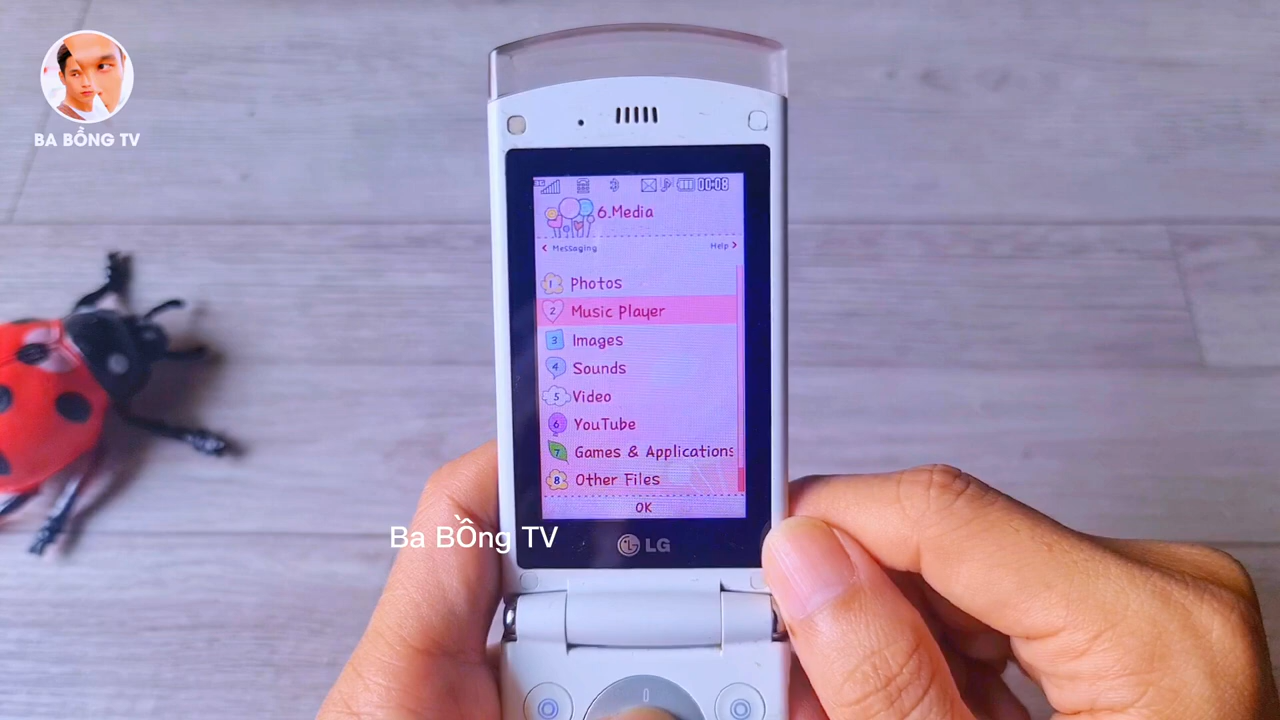 BA BỒNG TV
00:08
6.Media
Messaging
Help
1 Photos
2 Music Player
3 Images
4 Sounds
5 Video
6 YouTube
7 Games & Applications
8 Other Files
OK
Ba BỒng TV
LG